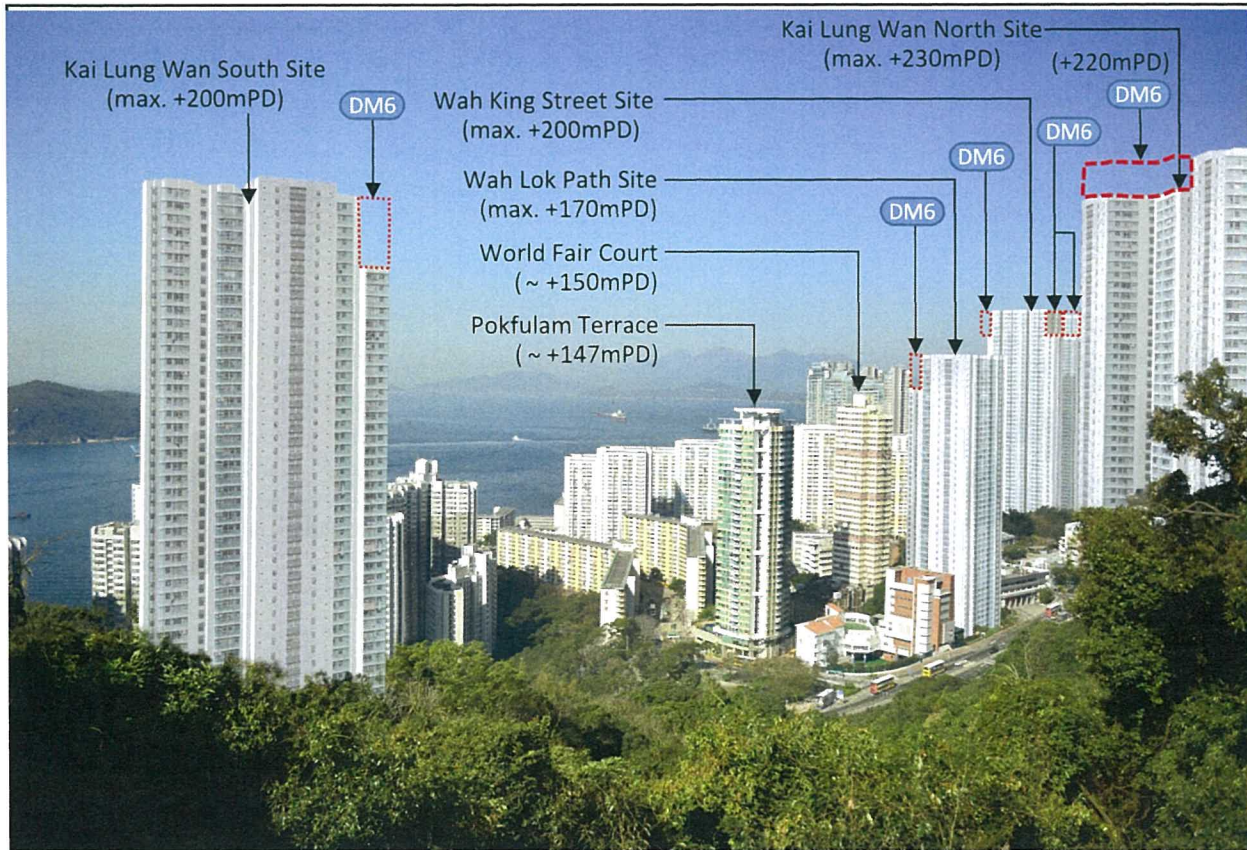 Kai Lung Wan South Site
(max. +200mPD)
DM6
Wah King Street Site
(max. +200mPD)
Wah Lok Path Site
(max. +170mPD)
World Fair Court
(~ +150mPD)
Pokfulam Terrace
(~ +147mPD)
Kai Lung Wan North Site
(max. +230mPD)
(+220mPD)
DM6
DM6
DM6
DM6